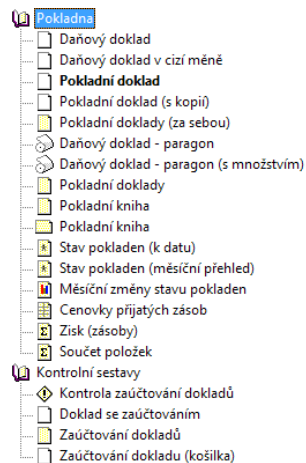 Pokladna
Daňový doklad
Daňový doklad v cizí měně
Pokladní doklad
Pokladní doklad (s kopií)
Pokladní doklady (za sebou)
Daňový doklad - paragon
Daňový doklad - paragon (s množstvím)
Pokladní doklady
Pokladní kniha
Pokladní kniha
Stav pokladen (k datu)
Stav pokladen (měsíční přehled)
Měsíční změny stavu pokladen
Cenovky přijatých zásob
Zisk (zásoby)
Součet položek
Kontrolní sestavy
Kontrola zaúčtování dokladů
Doklad se zaúčtováním
Zaúčtování dokladů
Zaúčtování dokladu (košilka)